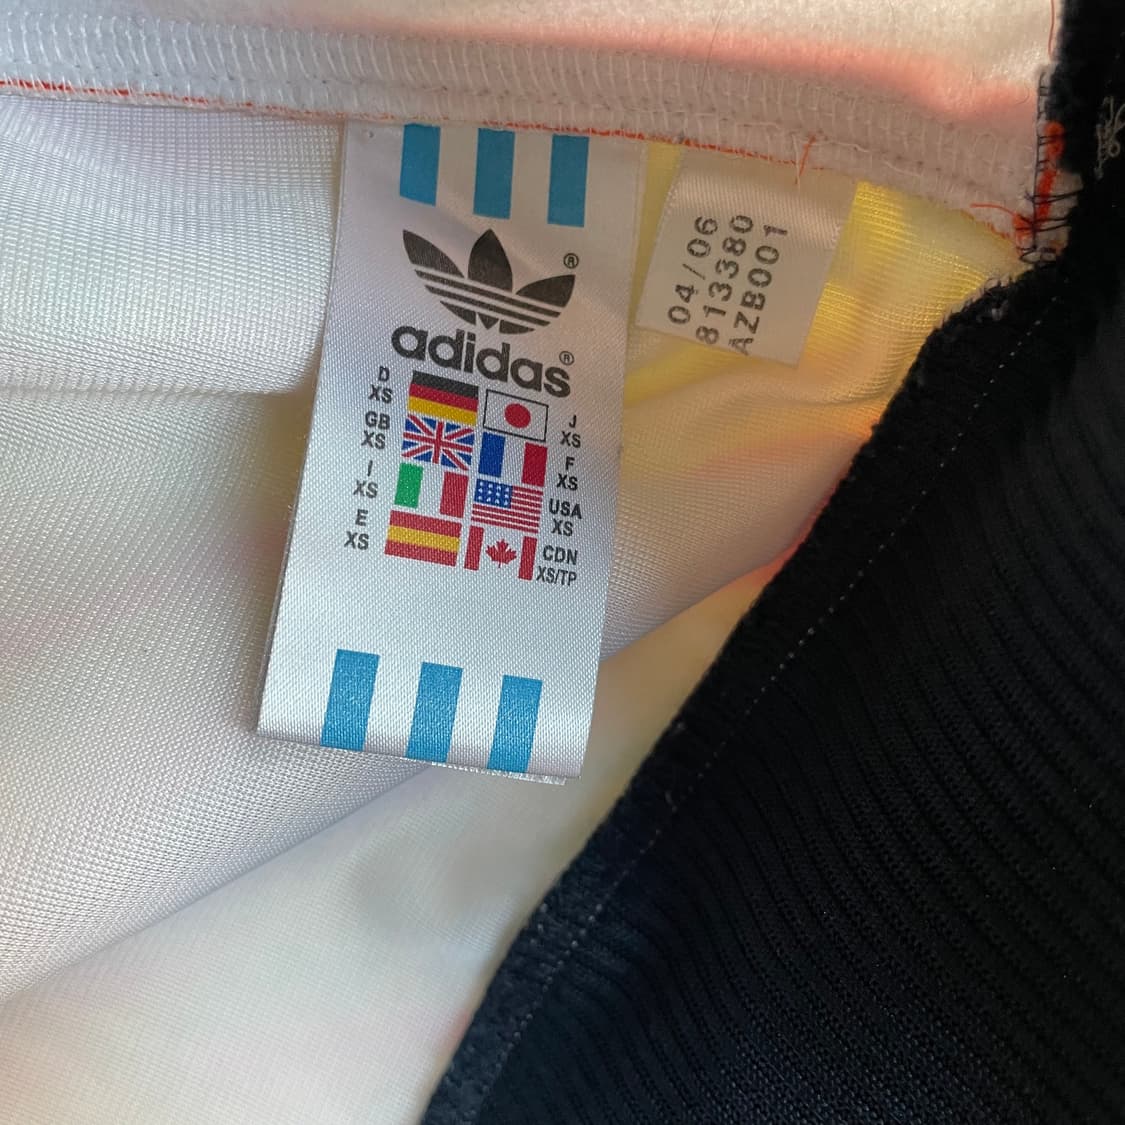 ®
adidas®
D
XS
J
XS
GB
XS
F
XS
I
XS
USA
XS
E
XS
CDN
XS/TP
04/06
813380
AZB001